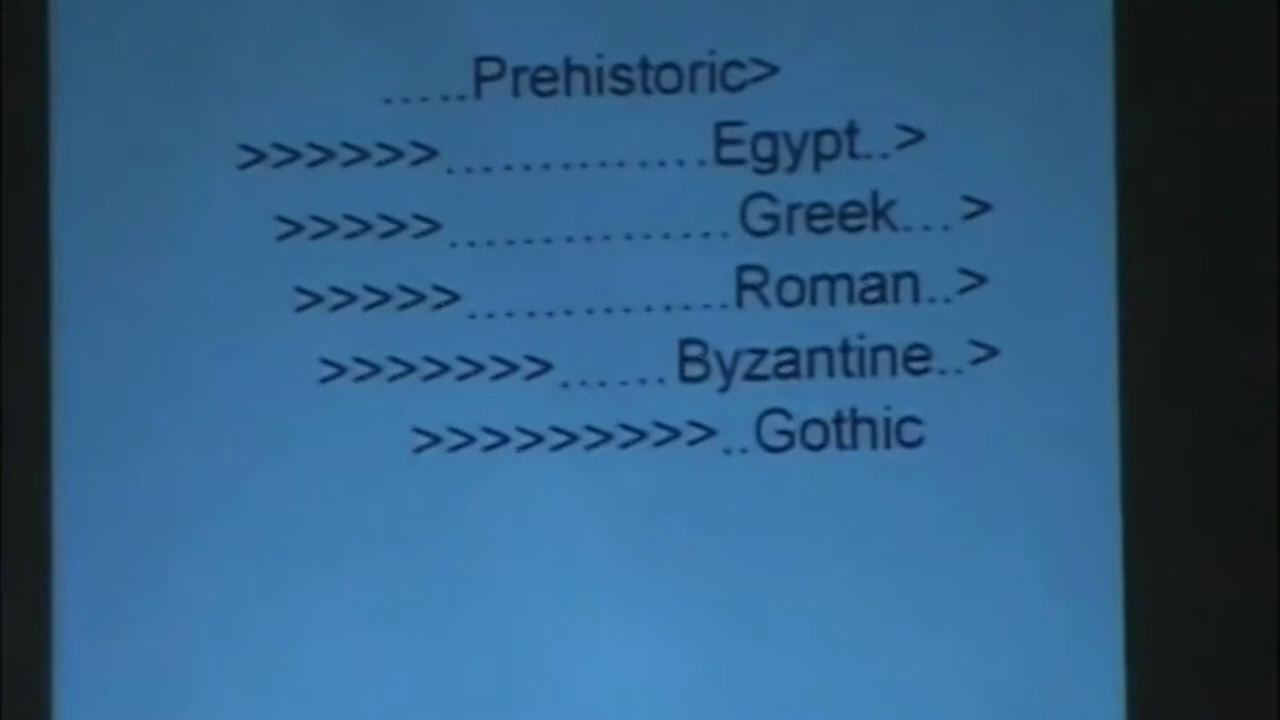 .....Prehistoric>
>>>>>>..............Egypt..>
>>>>>...............Greek...>
>>>>>..............Roman..>
>>>>>>>......Byzantine..>
>>>>>>>>>..Gothic